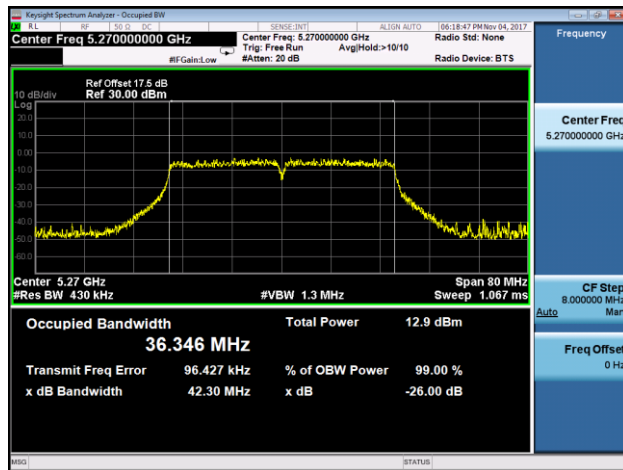 Keysight Spectrum Analyzer - Occupied BW
RL RF 50 Ω DC SENSE:INT ALIGN AUTO 06:18:47 PM Nov 04, 2017
Center Freq 5.270000000 GHz
Center Freq: 5.270000000 GHz Radio Std: None
Trig: Free Run Avg|Hold:>10/10
#IFGain:Low #Atten: 20 dB Radio Device: BTS
Ref Offset 17.5 dB
10 dB/div Ref 30.00 dBm
Log
20.0
10.0
0.00
-10.0
-20.0
-30.0
-40.0
-50.0
-60.0
Center 5.27 GHz Span 80 MHz
#Res BW 430 kHz #VBW 1.3 MHz Sweep 1.067 ms
Occupied Bandwidth Total Power 12.9 dBm
36.346 MHz
Transmit Freq Error 96.427 kHz % of OBW Power 99.00 %
x dB Bandwidth 42.30 MHz x dB -26.00 dB
MSG STATUS
Frequency
Center Freq
5.270000000 GHz
CF Step
8.000000 MHz
Auto Man
Freq Offset
0 Hz